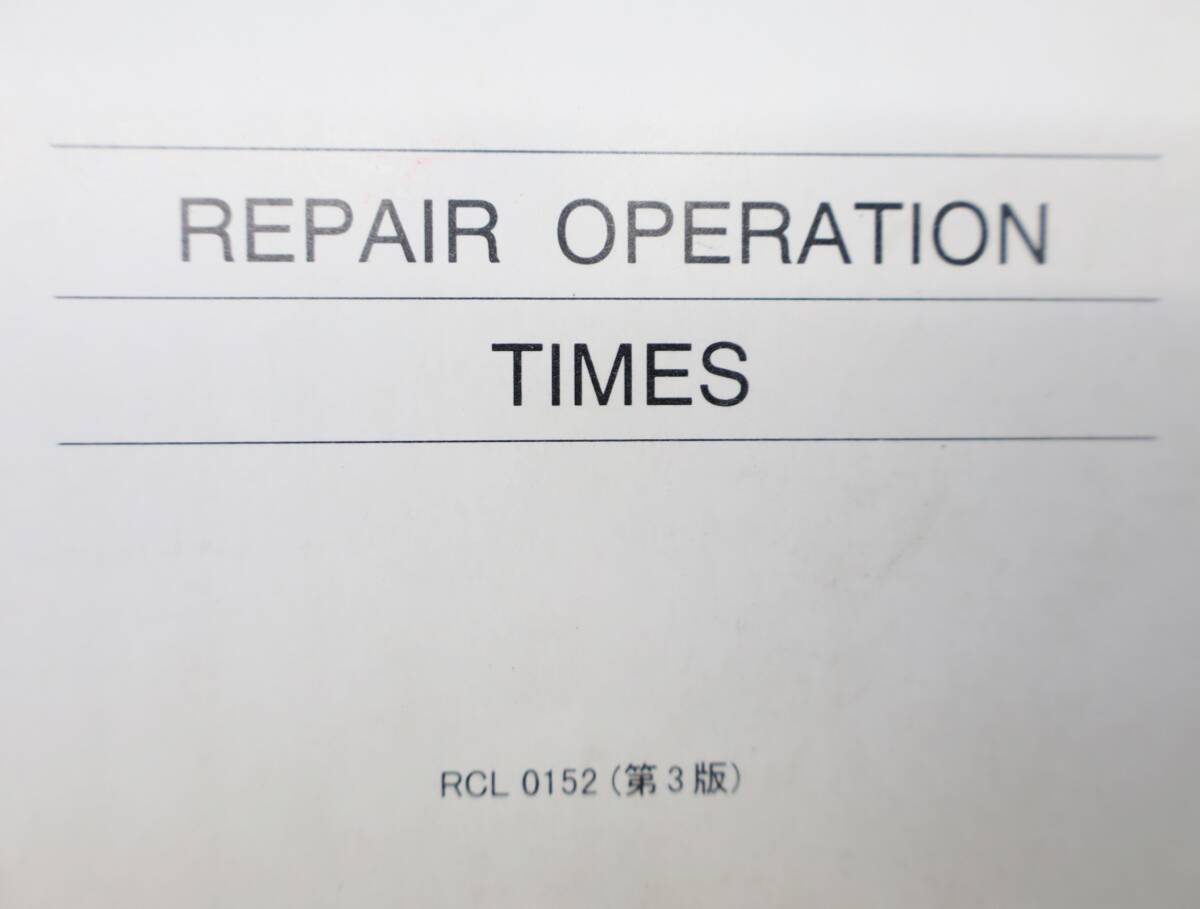 REPAIR OPERATION
TIMES
RCL 0152 (第3版)